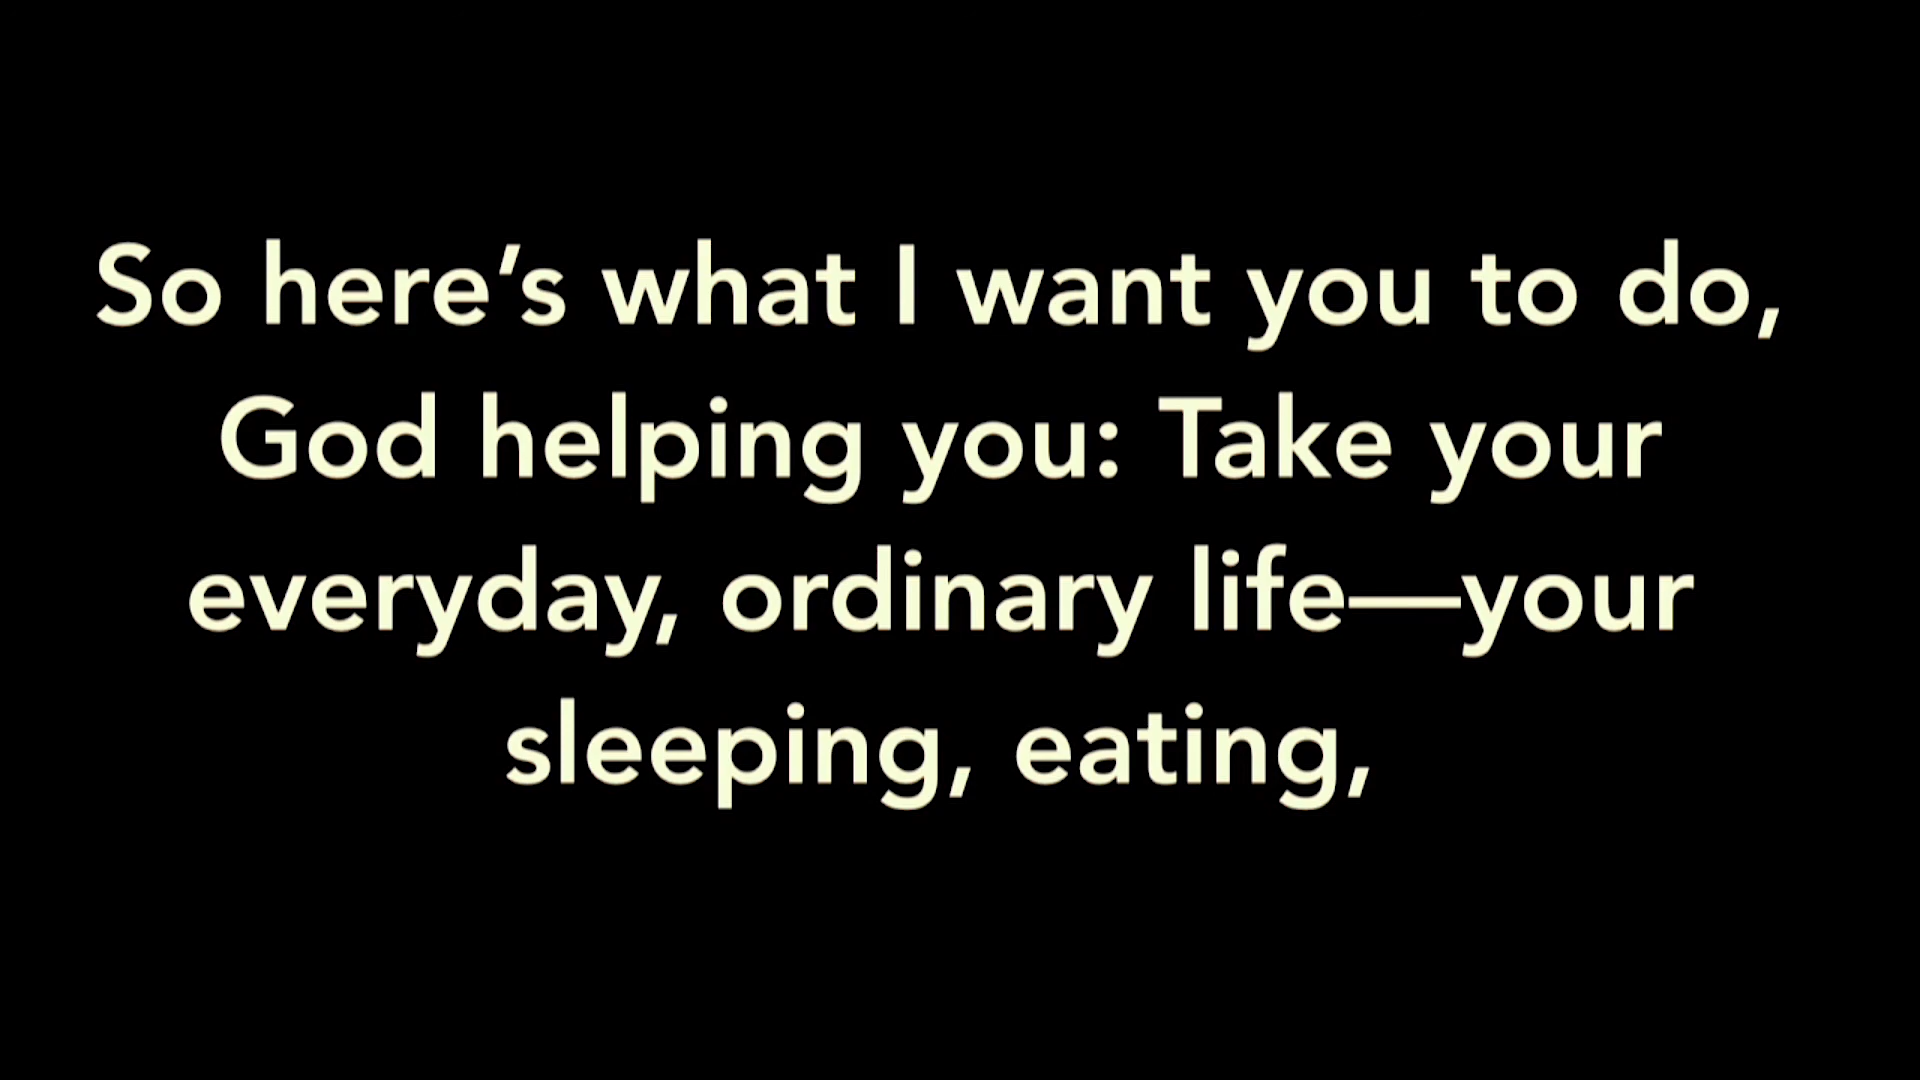 So here’s what I want you to do,
God helping you: Take your
everyday, ordinary life—your
sleeping, eating,